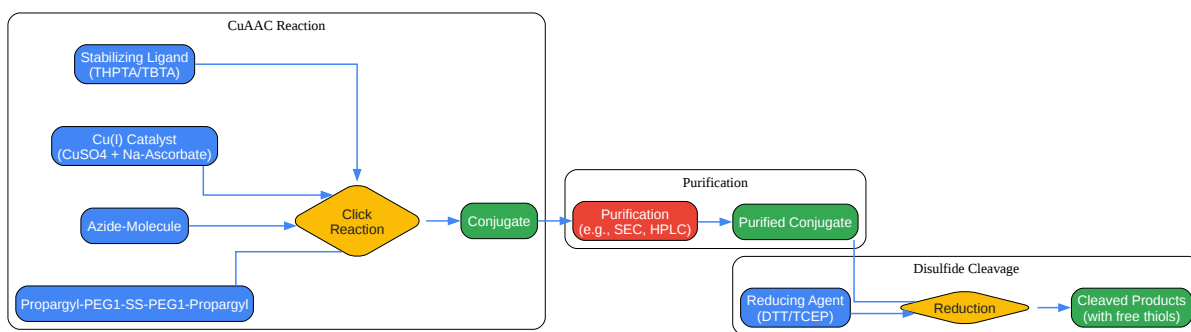 CuAAC Reaction
Stabilizing Ligand
(THPTA/TBTA)
Cu(I) Catalyst
(CuSO4 + Na-Ascorbate)
Azide-Molecule
Propargyl-PEG1-SS-PEG1-Propargyl
Click
Reaction
Conjugate
Purification
Purification
(e.g., SEC, HPLC)
Purified Conjugate
Disulfide Cleavage
Reducing Agent
(DTT/TCEP)
Reduction
Cleaved Products
(with free thiols)